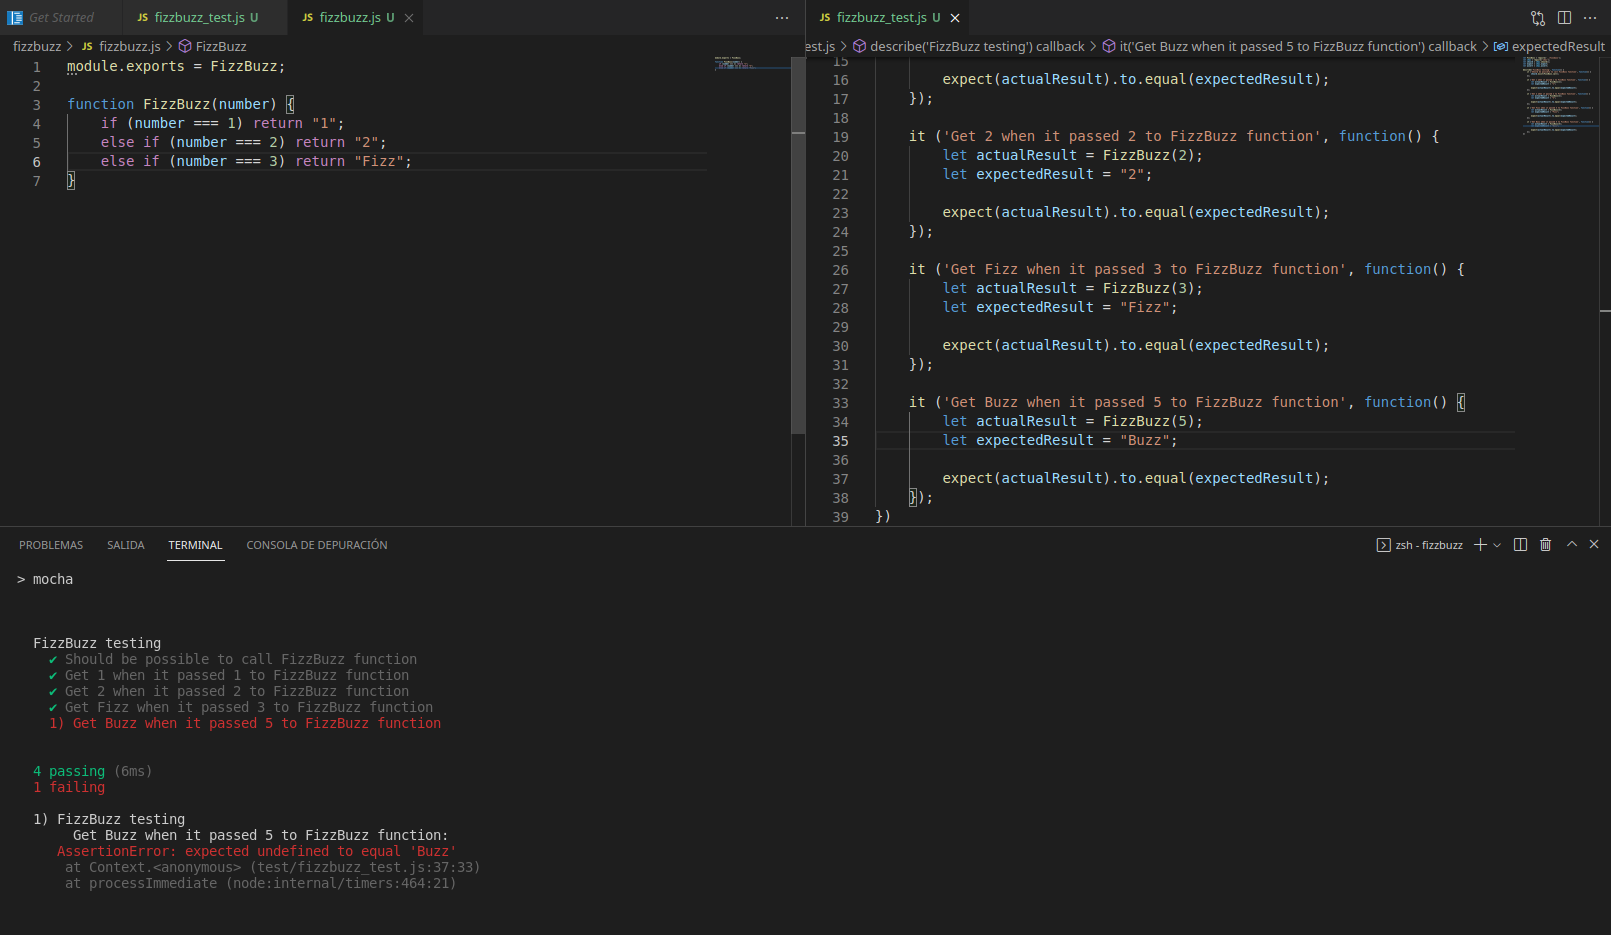 Get Started
JS fizzbuzz_test.js U
JS fizzbuzz.js U
fizzbuzz > JS fizzbuzz.js > FizzBuzz
1 module.exports = FizzBuzz;
2
3 function FizzBuzz(number) {
4 if (number === 1) return "1";
5 else if (number === 2) return "2";
6 else if (number === 3) return "Fizz";
7 }
JS fizzbuzz_test.js U
est.js > describe('FizzBuzz testing') callback > it('Get Buzz when it passed 5 to FizzBuzz function') callback > expectedResult
15
16 expect(actualResult).to.equal(expectedResult);
17 });
18
19 it ('Get 2 when it passed 2 to FizzBuzz function', function() {
20 let actualResult = FizzBuzz(2);
21 let expectedResult = "2";
22
23 expect(actualResult).to.equal(expectedResult);
24 });
25
26 it ('Get Fizz when it passed 3 to FizzBuzz function', function() {
27 let actualResult = FizzBuzz(3);
28 let expectedResult = "Fizz";
29
30 expect(actualResult).to.equal(expectedResult);
31 });
32
33 it ('Get Buzz when it passed 5 to FizzBuzz function', function() {
34 let actualResult = FizzBuzz(5);
35 let expectedResult = "Buzz";
36
37 expect(actualResult).to.equal(expectedResult);
38 });
39 })
PROBLEMAS SALIDA TERMINAL CONSOLA DE DEPURACIÓN
zsh - fizzbuzz
> mocha
FizzBuzz testing
✔ Should be possible to call FizzBuzz function
✔ Get 1 when it passed 1 to FizzBuzz function
✔ Get 2 when it passed 2 to FizzBuzz function
✔ Get Fizz when it passed 3 to FizzBuzz function
1) Get Buzz when it passed 5 to FizzBuzz function
4 passing (6ms)
1 failing
1) FizzBuzz testing
Get Buzz when it passed 5 to FizzBuzz function:
AssertionError: expected undefined to equal 'Buzz'
at Context.<anonymous> (test/fizzbuzz_test.js:37:33)
at processImmediate (node:internal/timers:464:21)